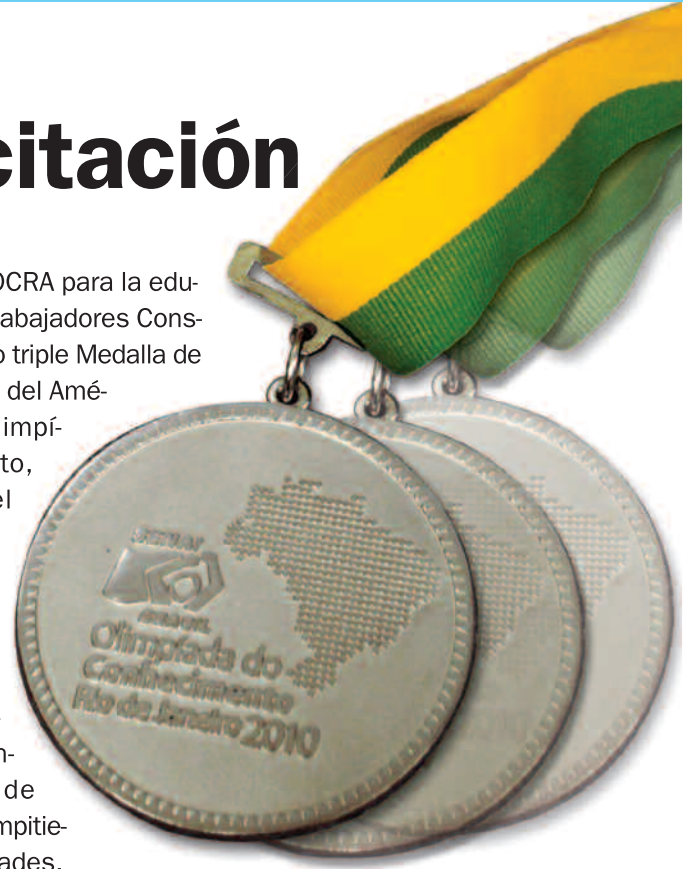 citación
OCRA para la edu-
abajadores Cons-
o triple Medalla de
del Amé-
impí-
to,
el
Olimpíada do
Conhecimento
Rio de Janeiro 2010
n-
de
mpitie-
ades,